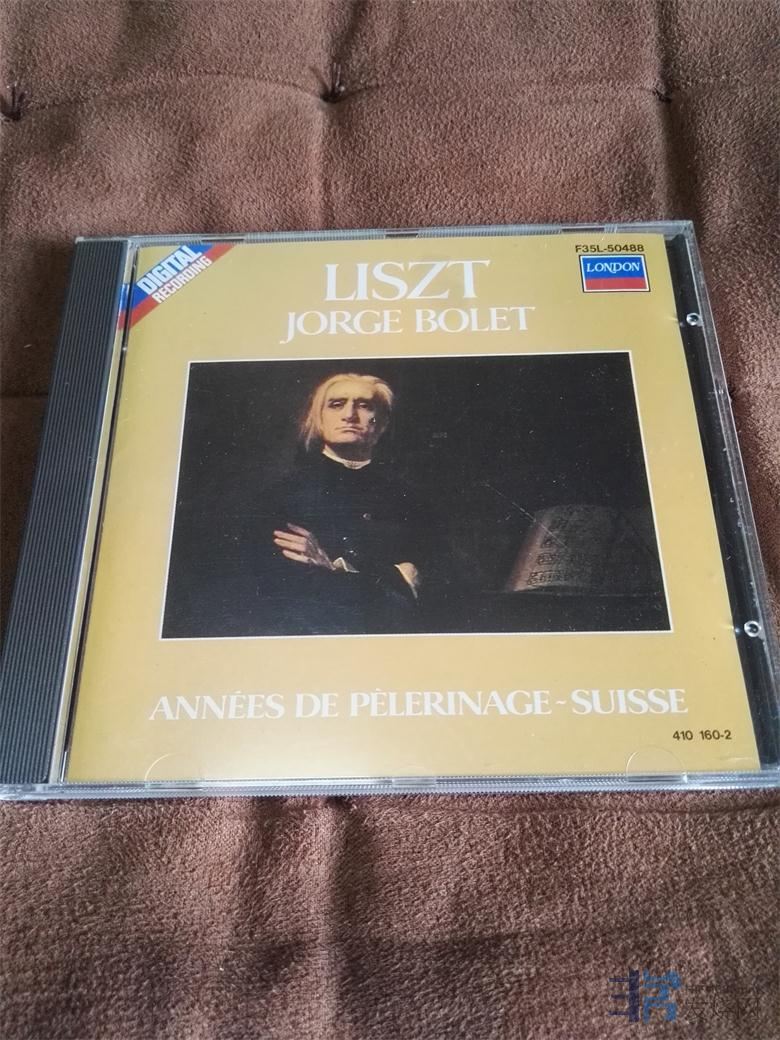 DIGITAL
RECORDING
F35L-50488
LONDON
LISZT
JORGE BOLET
ANNÉES DE PÈLERINAGE~SUISSE
410 160-2